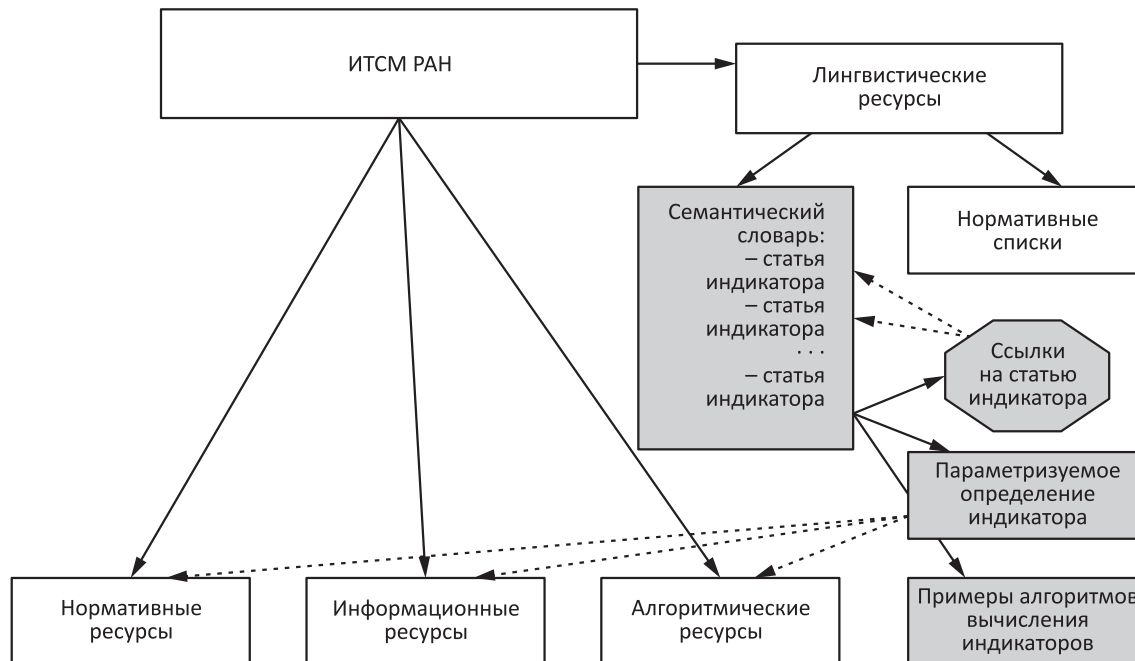 ИТСМ РАН
Лингвистические
ресурсы
Семантический
словарь:
– статья
индикатора
– статья
индикатора
· · ·
– статья
индикатора
Нормативные
списки
Ссылки
на статью
индикатора
Параметризуемое
определение
индикатора
Нормативные
ресурсы
Информационные
ресурсы
Алгоритмические
ресурсы
Примеры алгоритмов
вычисления
индикаторов